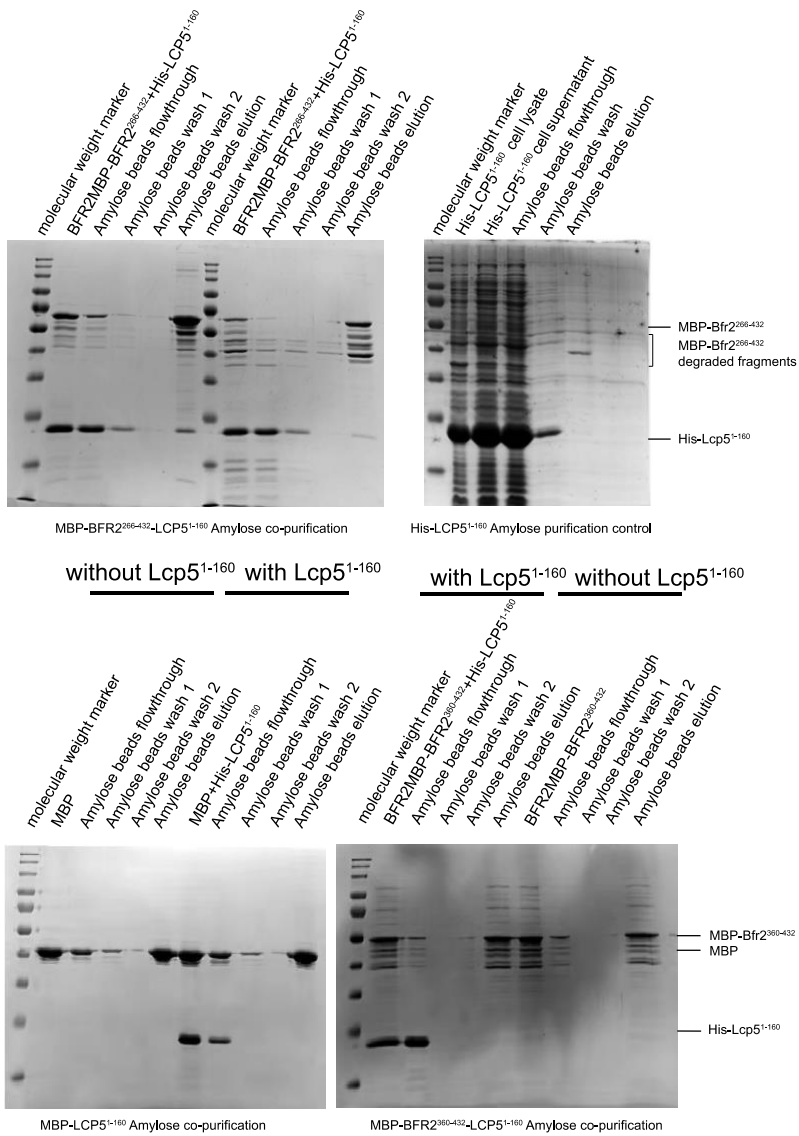 molecular weight marker
BFR2MBP-BFR2266-432+His-LCP51-160
Amylose beads flowthrough
Amylose beads wash 1
Amylose beads wash 2
Amylose beads elution
molecular weight marker
BFR2MBP-BFR2266-432+His-LCP51-160
Amylose beads flowthrough
Amylose beads wash 1
Amylose beads wash 2
Amylose beads elution
molecular weight marker
His-LCP51-160 cell lysate
His-LCP51-160 cell supernatant
Amylose beads flowthrough
Amylose beads wash
Amylose beads elution
MBP-Bfr2266-432
MBP-Bfr2266-432
degraded fragments
His-Lcp51-160
MBP-BFR2266-432-LCP51-160 Amylose co-purification
His-LCP51-160 Amylose purification control
without Lcp51-160
with Lcp51-160
with Lcp51-160
without Lcp51-160
molecular weight marker
MBP
Amylose beads flowthrough
Amylose beads wash 1
Amylose beads wash 2
Amylose beads elution
MBP+His-LCP51-160
Amylose beads flowthrough
Amylose beads wash 1
Amylose beads wash 2
Amylose beads elution
molecular weight marker
BFR2MBP-BFR2360-432+His-LCP51-160
Amylose beads flowthrough
Amylose beads wash 1
Amylose beads wash 2
Amylose beads elution
BFR2MBP-BFR2360-432
Amylose beads flowthrough
Amylose beads wash 1
Amylose beads wash 2
Amylose beads elution
MBP-Bfr2360-432
MBP
His-Lcp51-160
MBP-LCP51-160 Amylose co-purification
MBP-BFR2360-432-LCP51-160 Amylose co-purification